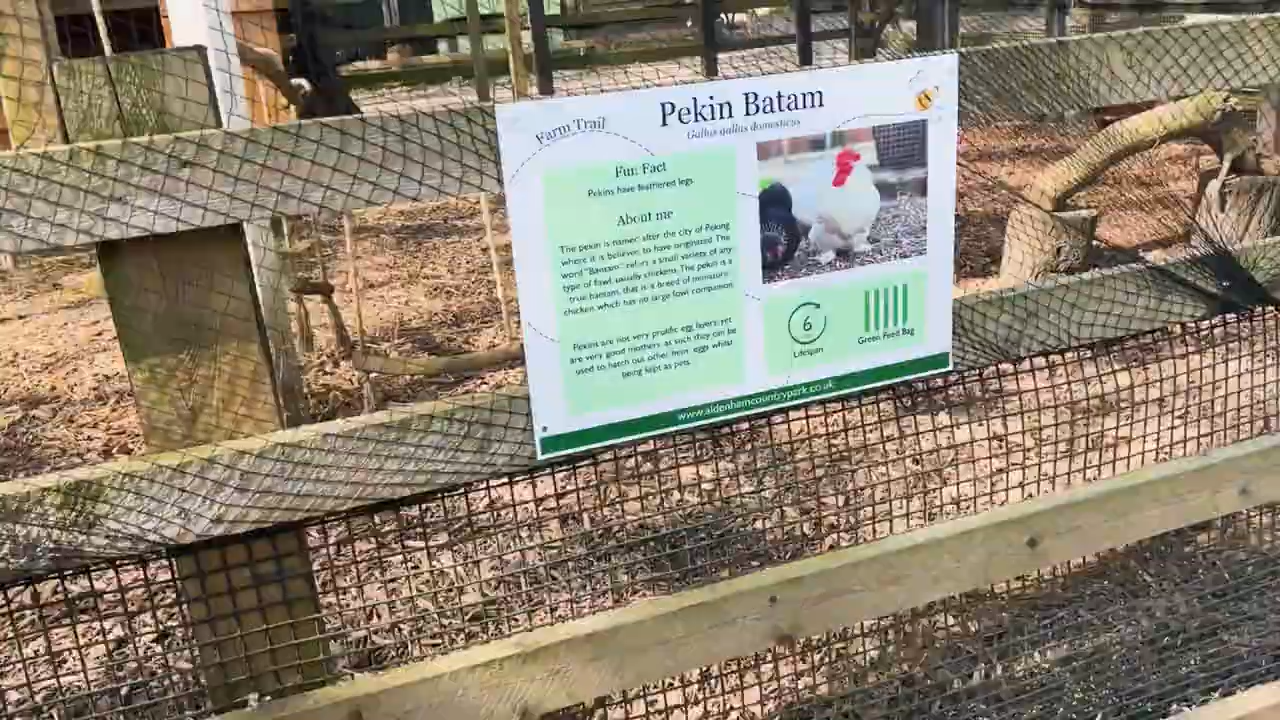 Farm Trail
Pekin Batam
Gallus gallus domesticus
Fun Fact
Pekins have feathered legs
About me
The pekin is named after the city of Peking
where it is believed to have originated. The
word "Bantam" refers a small variety of any
type of fowl, usually chickens. The pekin is a
true bantam, that is a breed of miniature
chicken which has no large fowl companion
Pekins are not very prolific egg layers, yet
are very good mothers, as such they can be
used to hatch out other hens' eggs whilst
being kept as pets.
6
Lifespan
Green Feed Bag
www.aldenhamcountrypark.co.uk